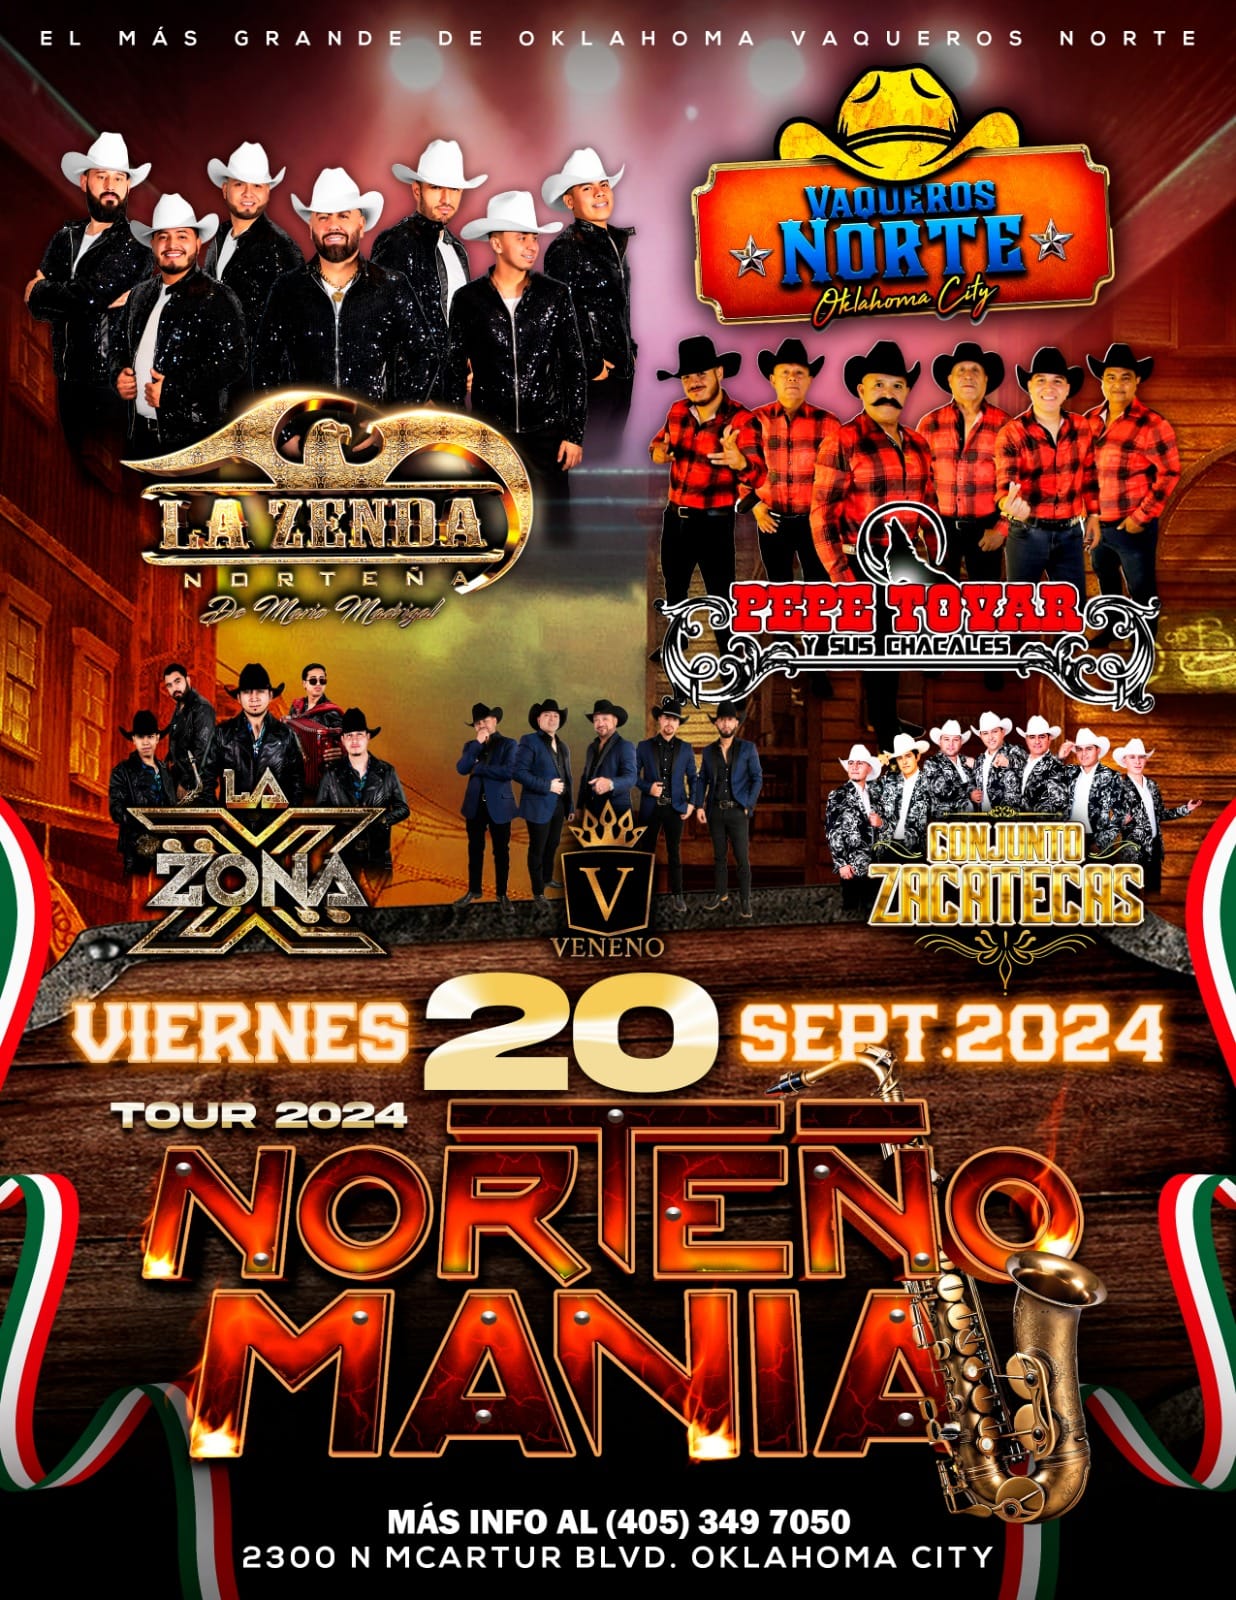 EL MÁS GRANDE DE OKLAHOMA VAQUEROS NORTE
VAQUEROS
NORTE
Oklahoma City
LA ZENDA
NORTEÑA
De Mario Madrigal
PEPE TOVAR
Y SUS CHACALES
LA
ZONA
X
V
VENENO
CONJUNTO
ZACATECAS
VIERNES 20 SEPT.2024
TOUR 2024
NORTEÑO
MANIA
MÁS INFO AL (405) 349 7050
2300 N MCARTUR BLVD. OKLAHOMA CITY